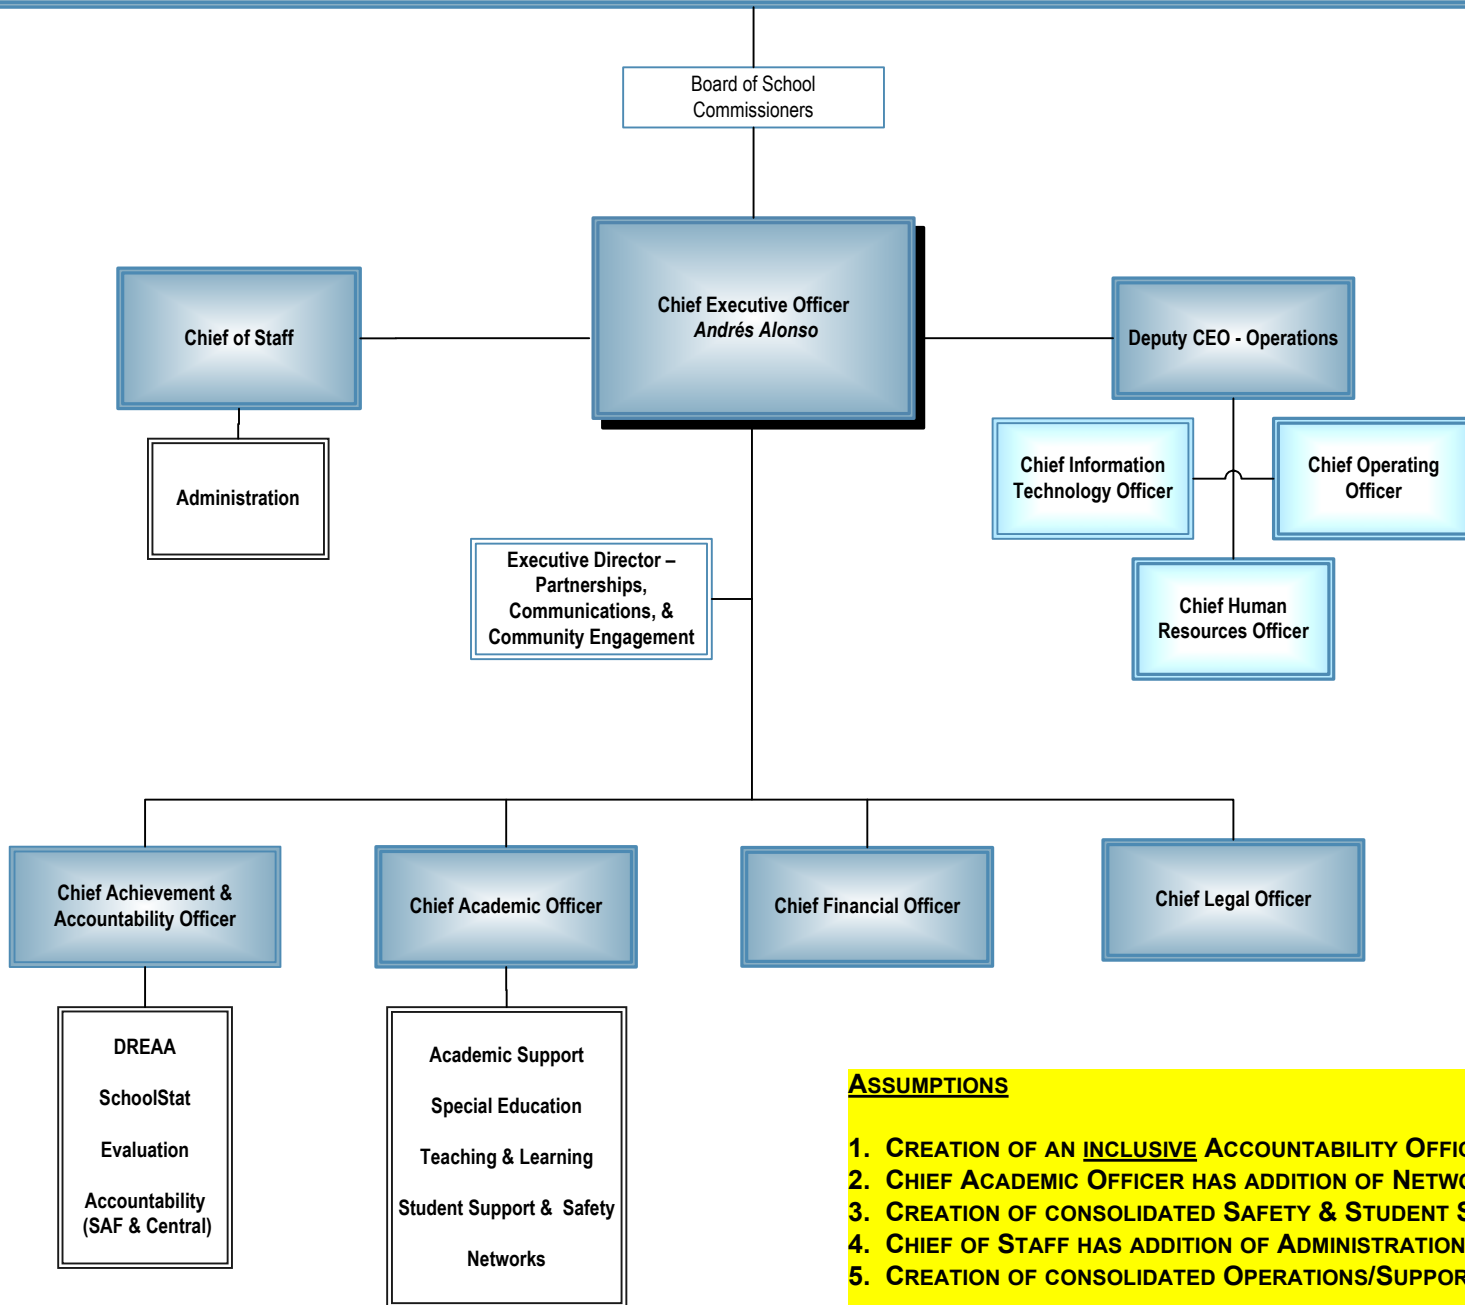 Board of School
Commissioners
Chief Executive Officer
Andrés Alonso
Chief of Staff
Deputy CEO - Operations
Administration
Chief Information
Technology Officer
Chief Operating
Officer
Chief Human
Resources Officer
Executive Director –
Partnerships,
Communications, &
Community Engagement
Chief Achievement &
Accountability Officer
Chief Academic Officer
Chief Financial Officer
Chief Legal Officer
DREAA
SchoolStat
Evaluation
Accountability
(SAF & Central)
Academic Support
Special Education
Teaching & Learning
Student Support & Safety
Networks
ASSUMPTIONS
1. CREATION OF AN INCLUSIVE ACCOUNTABILITY
2. CHIEF ACADEMIC OFFICER HAS ADDITION OF
3. CREATION OF CONSOLIDATED SAFETY & STUDENT
4. CHIEF OF STAFF HAS ADDITION OF ADMINISTRATION
5. CREATION OF CONSOLIDATED